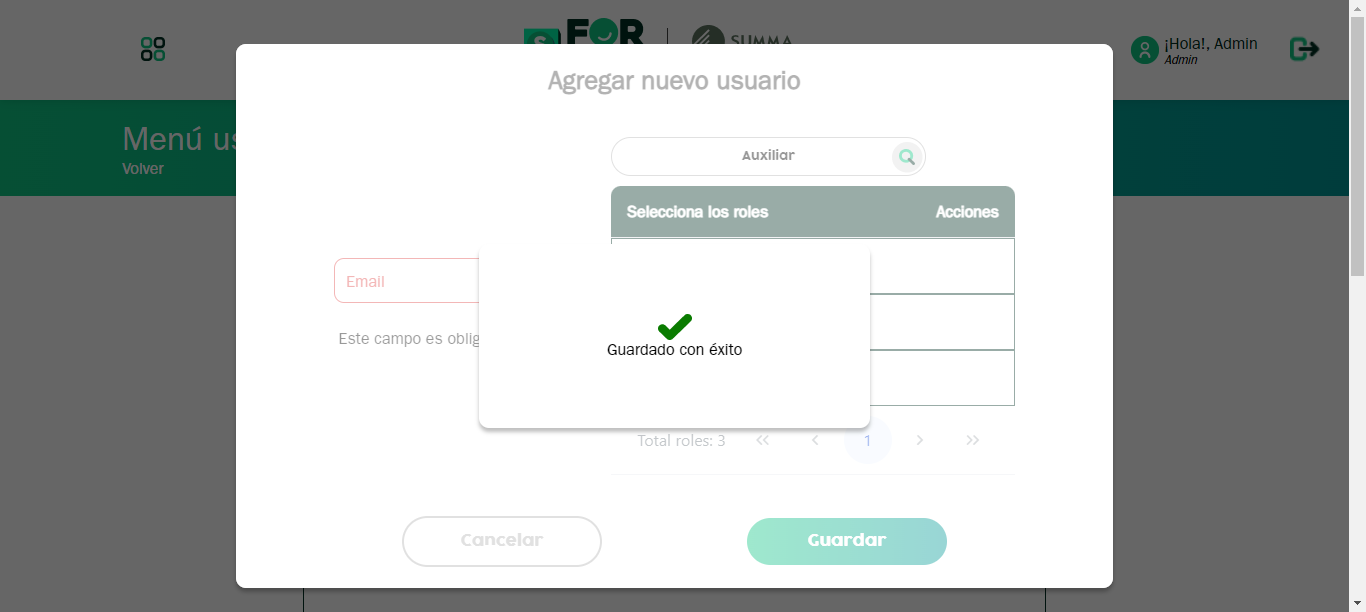 FOR
S
SUMMA
¡Hola!, Admin
Admin
Agregar nuevo usuario
Menú us
Volver
Auxiliar
Selecciona los roles Acciones
Email
Este campo es oblig
Guardado con éxito
Total roles: 3 1
Cancelar Guardar